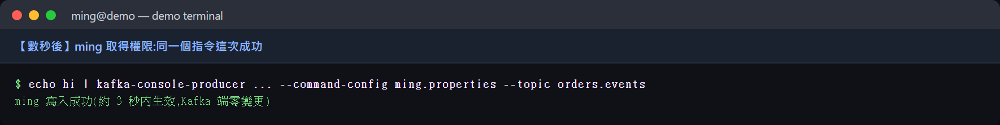 ming@demo — demo terminal
【數秒後】ming 取得權限:同一個指令這次成功
$ echo hi | kafka-console-producer ... --command-config ming.properties --topic orders.events
ming 寫入成功(約 3 秒內生效,Kafka 端零變更)